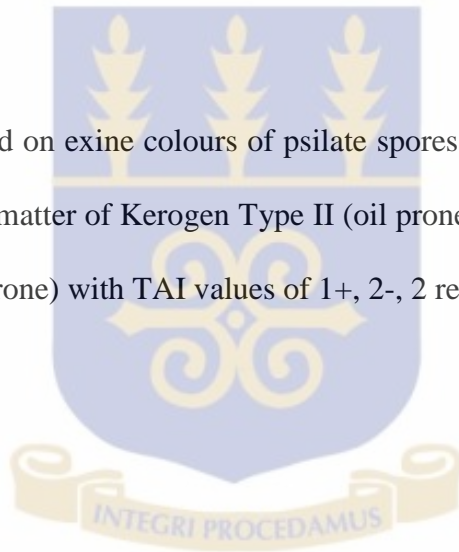 d on exine colours of psilate spores
matter of Kerogen Type II (oil prone
rone) with TAI values of 1+, 2-, 2 re
INTEGRI PROCEDAMUS